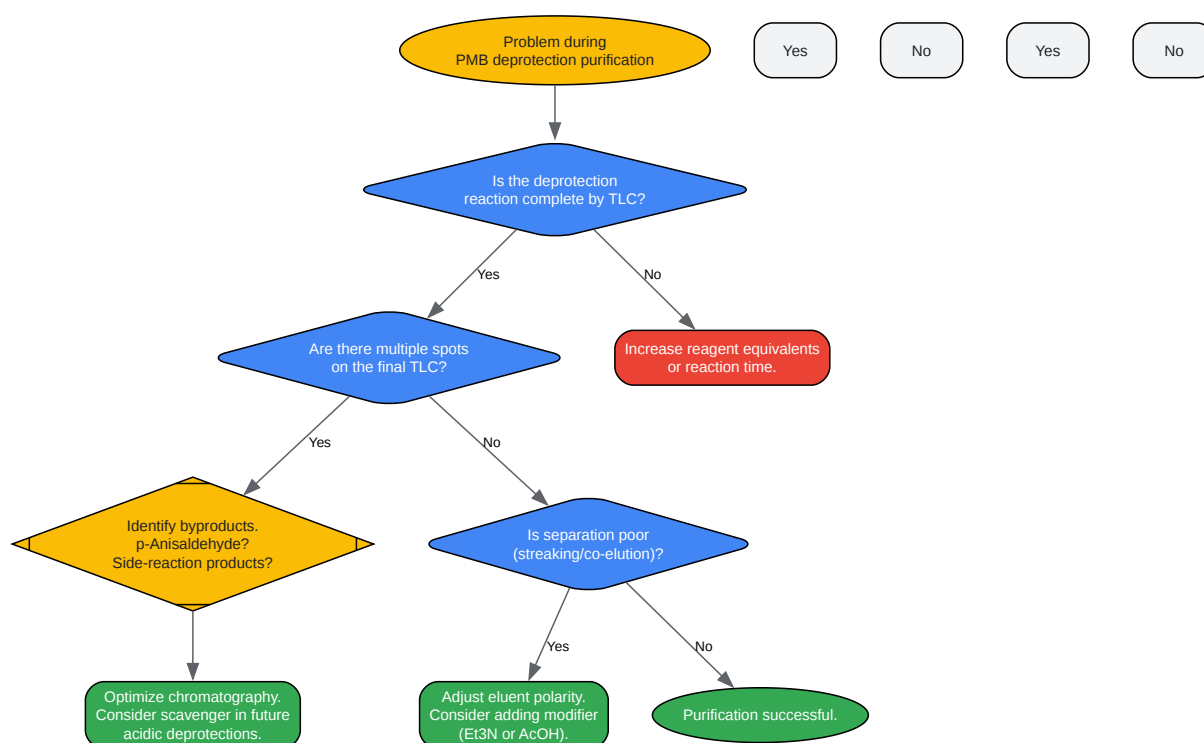 Problem during
PMB deprotection purification
Yes
No
Yes
No
Is the deprotection
reaction complete by TLC?
Yes
No
Are there multiple spots
on the final TLC?
Increase reagent equivalents
or reaction time.
Yes
No
Identify byproducts.
p-Anisaldehyde?
Side-reaction products?
Is separation poor
(streaking/co-elution)?
Yes
No
Optimize chromatography.
Consider scavenger in future
acidic deprotections.
Adjust eluent polarity.
Consider adding modifier
(Et3N or AcOH).
Purification successful.